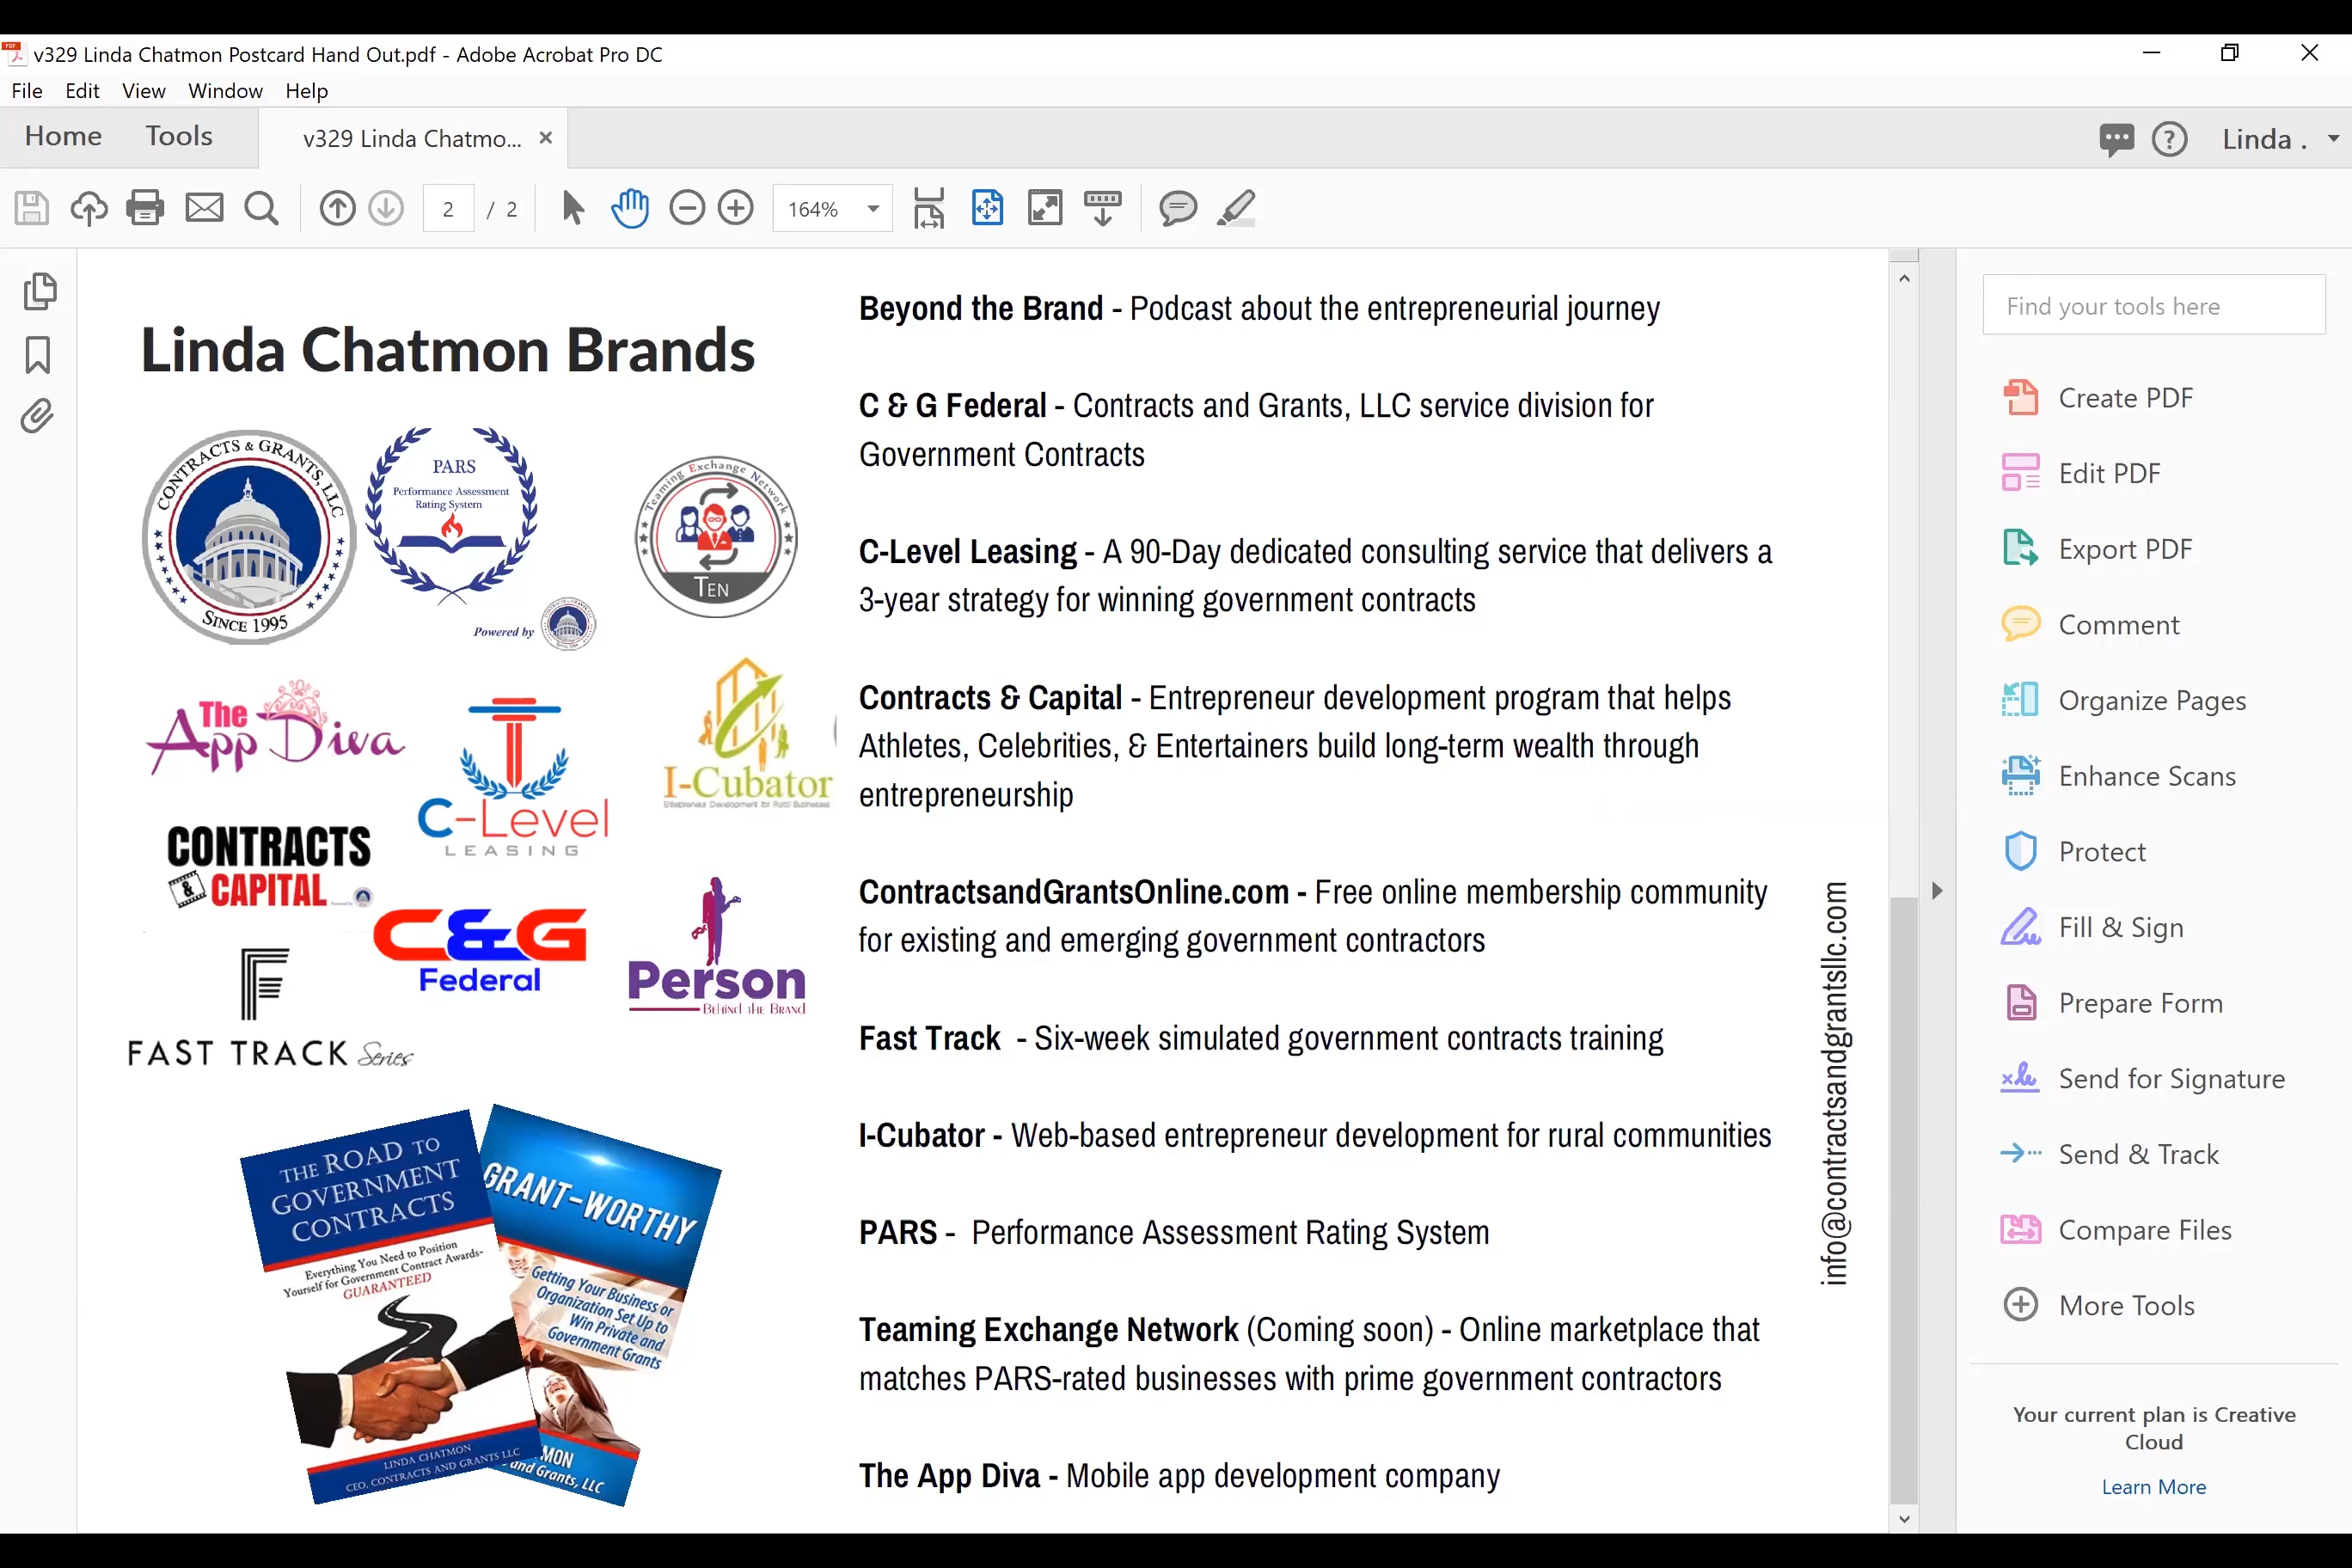 v329 Linda Chatmon Postcard Hand Out.pdf - Adobe Acrobat Pro DC
File Edit View Window Help
Home Tools v329 Linda Chatmo... Linda .
2 / 2 164%
Linda Chatmon Brands
CONTRACTS & GRANTS, LLC
SINCE 1995
PARS
Performance Assessment
Rating System
Powered by
Teaming Exchange Network
TEN
The
App Diva
C-Level
LEASING
I-Cubator
Entrepreneur Development for Rural Businesses
CONTRACTS
& CAPITAL
C&G
Federal
Person
BEHIND THE BRAND
F
FAST TRACK Series
THE ROAD TO
GOVERNMENT
CONTRACTS
Everything You Need to Position
Yourself for Government Contract Awards-
GUARANTEED
LINDA CHATMON
CEO, CONTRACTS AND GRANTS LLC
GRANT-WORTHY
Getting Your Business or
Organization Set Up to
Win Private and
Government Grants
MON
and Grants, LLC
Beyond the Brand - Podcast about the entrepreneurial journey
C & G Federal - Contracts and Grants, LLC service division for
Government Contracts
C-Level Leasing - A 90-Day dedicated consulting service that delivers a
3-year strategy for winning government contracts
Contracts & Capital - Entrepreneur development program that helps
Athletes, Celebrities, & Entertainers build long-term wealth through
entrepreneurship
ContractsandGrantsOnline.com - Free online membership community
for existing and emerging government contractors
Fast Track - Six-week simulated government contracts training
I-Cubator - Web-based entrepreneur development for rural communities
PARS - Performance Assessment Rating System
Teaming Exchange Network (Coming soon) - Online marketplace that
matches PARS-rated businesses with prime government contractors
The App Diva - Mobile app development company
info@contractsandgrantsllc.com
Find your tools here
Create PDF
Edit PDF
Export PDF
Comment
Organize Pages
Enhance Scans
Protect
Fill & Sign
Prepare Form
Send for Signature
Send & Track
Compare Files
More Tools
Your current plan is Creative
Cloud
Learn More